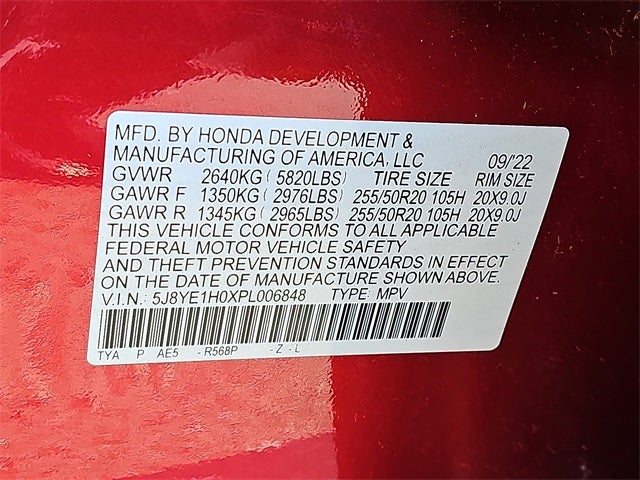 MFD. BY HONDA DEVELOPMENT &
MANUFACTURING OF AMERICA, LLC 09/'22
GVWR 2640KG ( 5820LBS) TIRE SIZE RIM SIZE
GAWR F 1350KG ( 2976LBS) 255/50R20 105H 20X9.0J
GAWR R 1345KG ( 2965LBS) 255/50R20 105H 20X9.0J
THIS VEHICLE CONFORMS TO ALL APPLICABLE
FEDERAL MOTOR VEHICLE SAFETY
AND THEFT PREVENTION STANDARDS IN EFFECT
ON THE DATE OF MANUFACTURE SHOWN ABOVE.
V.I.N.: 5J8YE1H0XPL006848 TYPE: MPV
TYA P AE5 - R568P - Z - L